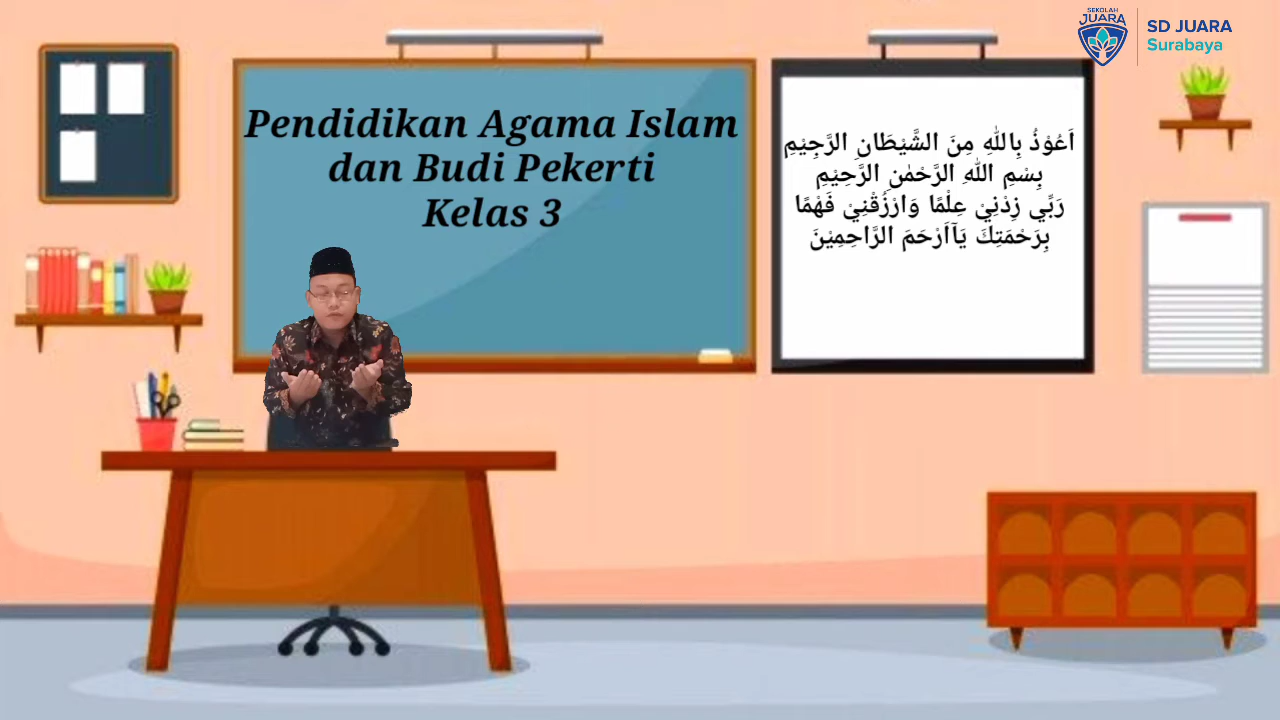 SEKOLAH
JUARA
SD JUARA
Surabaya
Pendidikan Agama Islam
dan Budi Pekerti
Kelas 3
اَعُوْذُ بِاللّٰهِ مِنَ الشَّيْطَانِ الرَّجِيْمِ
بِسْمِ اللّٰهِ الرَّحْمٰنِ الرَّحِيْمِ
رَبِّي زِدْنِيْ عِلْمًا وَارْزُقْنِيْ فَهْمًا
بِرَحْمَتِكَ يَآاَرْحَمَ الرَّاحِمِيْنَ